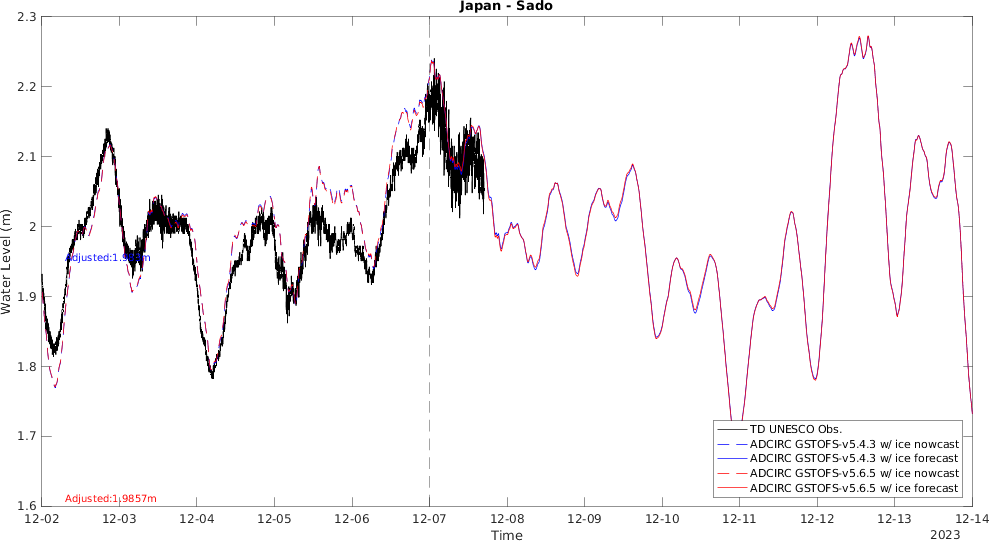 Japan - Sado
2.3
2.2
2.1
2
1.9
1.8
1.7
1.6
Water Level (m)
Adjusted:1.9
Adjusted:1.9857m
TD UNESCO Obs.
ADCIRC GSTOFS-v5.4.3 w/ ice nowcast
ADCIRC GSTOFS-v5.4.3 w/ ice forecast
ADCIRC GSTOFS-v5.6.5 w/ ice nowcast
ADCIRC GSTOFS-v5.6.5 w/ ice forecast
12-02 12-03 12-04 12-05 12-06 12-07 12-08 12-09 12-10 12-11 12-12 12-13 12-14
Time
2023